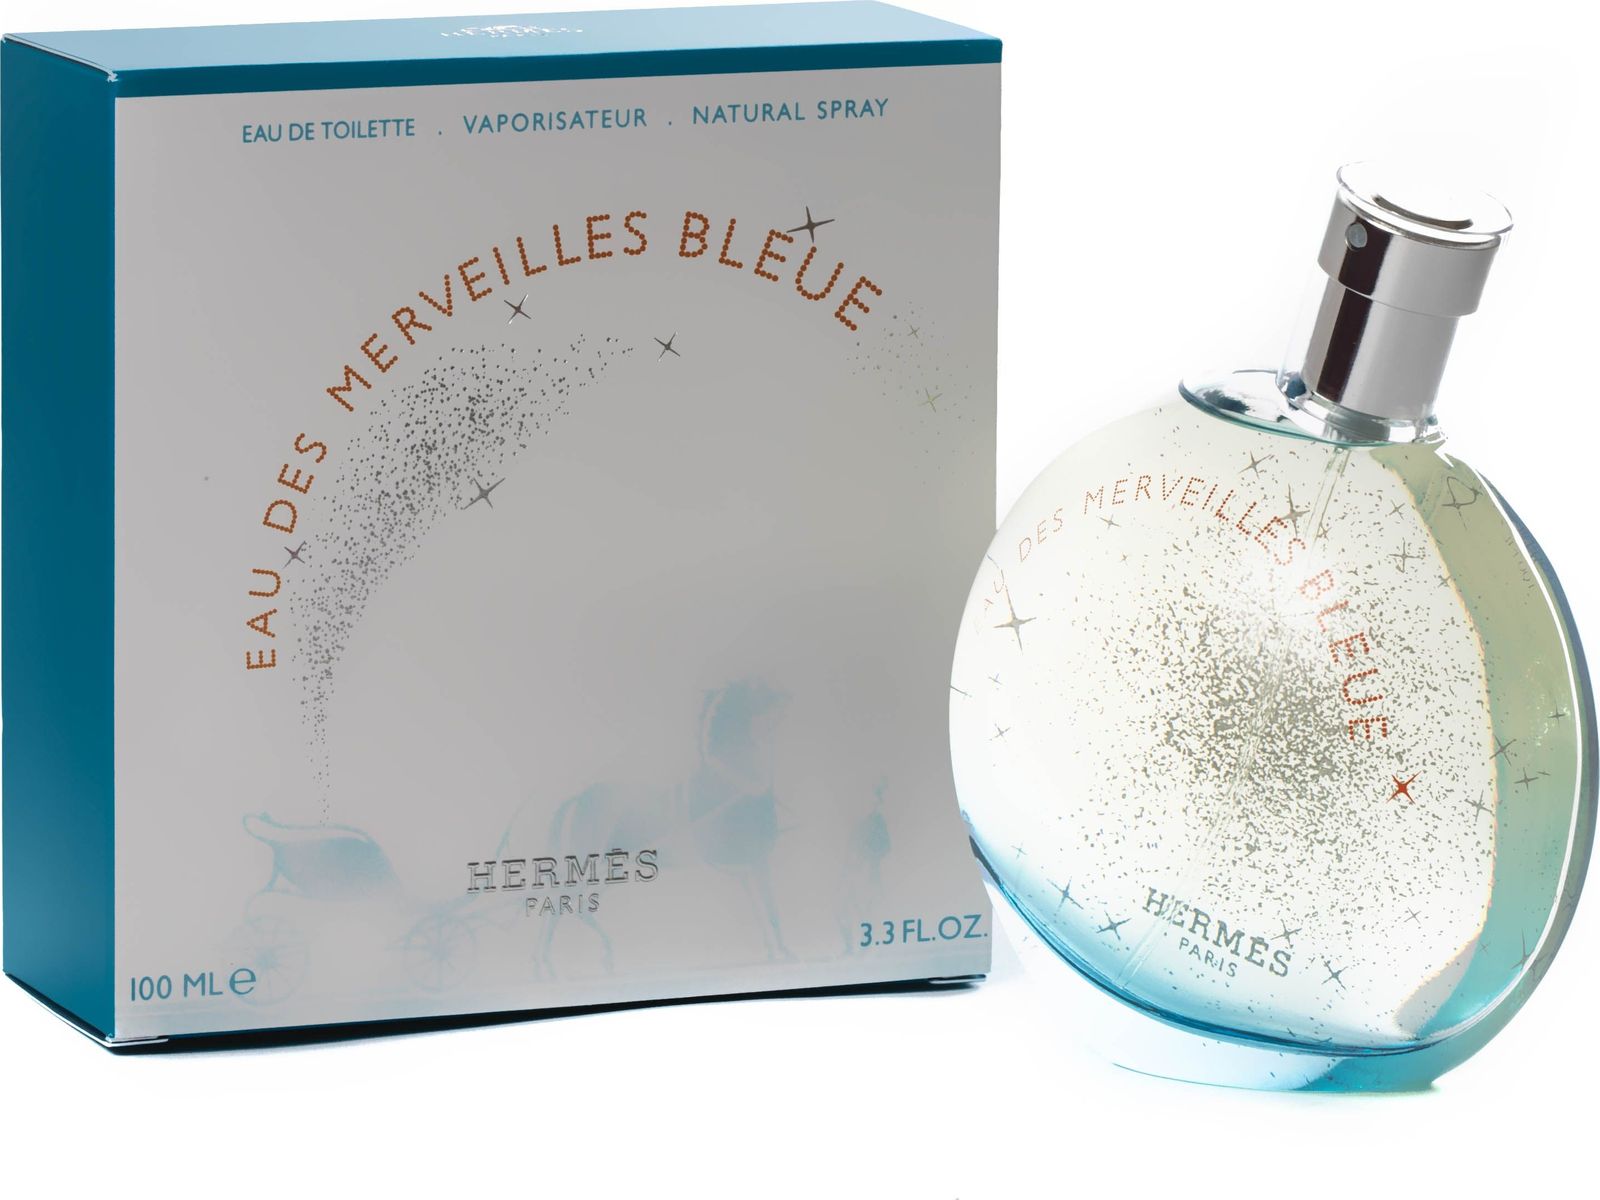 HERMÈS
EAU DE TOILETTE . VAPORISATEUR . NATURAL SPRAY
EAU DES MERVEILLES BLEUE
HERMÈS
PARIS
100 ML e
3.3 FL.OZ.
EAU DES MERVEILLES BLEUE
HERMÈS
PARIS